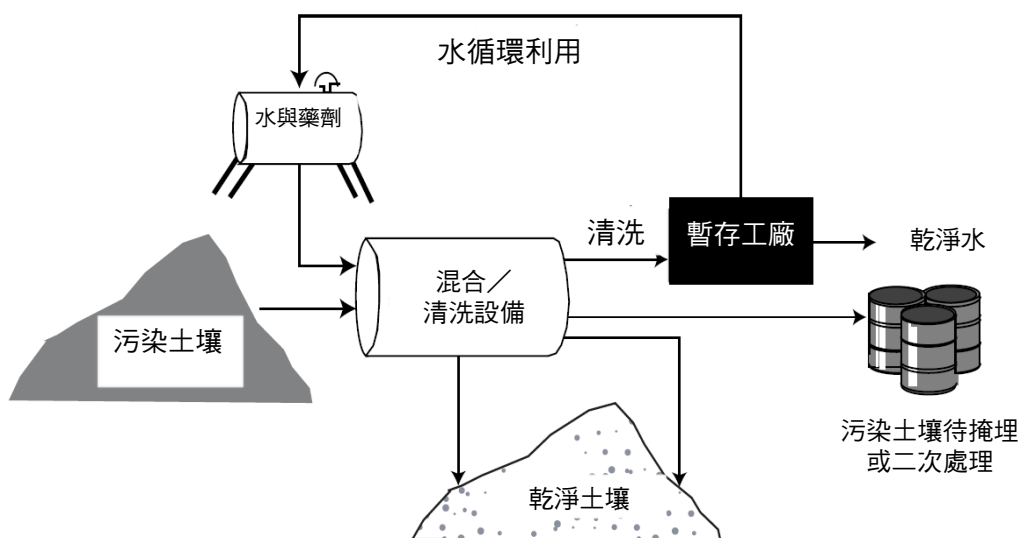 水循環利用
水與藥劑
清洗
暫存工廠
乾淨水
混合／
清洗設備
污染土壤
污染土壤待掩埋
或二次處理
乾淨土壤